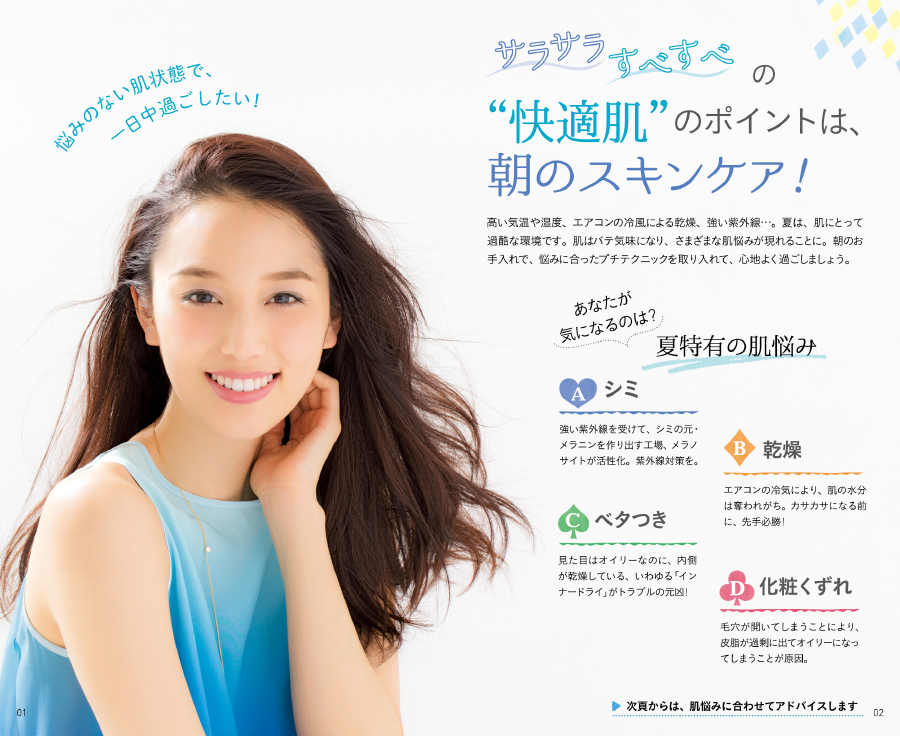 悩みのない肌状態で、
一日中過ごしたい！
サラサラすべすべの
“快適肌”のポイントは、
朝のスキンケア！
高い気温や湿度、エアコンの冷風による乾燥、強い紫外線…。夏は、肌にとって
過酷な環境です。肌はバテ気味になり、さまざまな肌悩みが現れることに。朝のお
手入れで、悩みに合ったプチテクニックを取り入れて、心地よく過ごしましょう。
あなたが
気になるのは？
夏特有の肌悩み
A シミ
強い紫外線を受けて、シミの元・
メラニンを作り出す工場、メラノ
サイトが活性化。紫外線対策を。
B 乾燥
エアコンの冷気により、肌の水分
は奪われがち。カサカサになる前
に、先手必勝！
C ベタつき
見た目はオイリーなのに、内側
が乾燥している、いわゆる「イン
ナードライ」がトラブルの元凶！
D 化粧くずれ
毛穴が開いてしまうことにより、
皮脂が過剰に出てオイリーになっ
てしまうことが原因。
次頁からは、肌悩みに合わせてアドバイスします
01
02